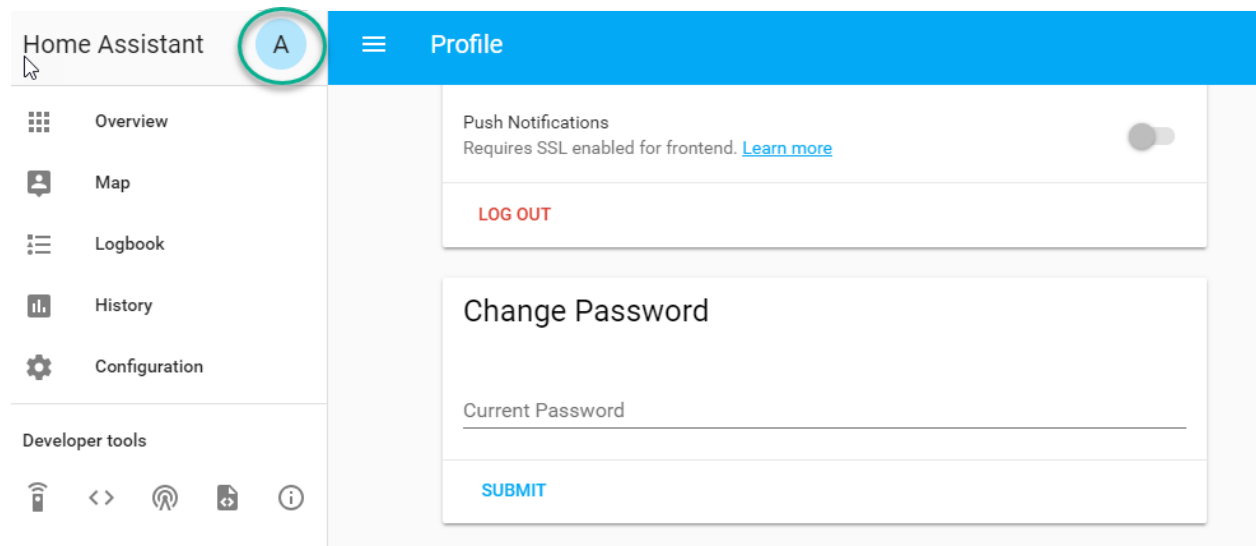 Home Assistant
A
Profile
Overview
Map
Logbook
History
Configuration
Developer tools
Push Notifications
Requires SSL enabled for frontend. Learn more
LOG OUT
Change Password
Current Password
SUBMIT